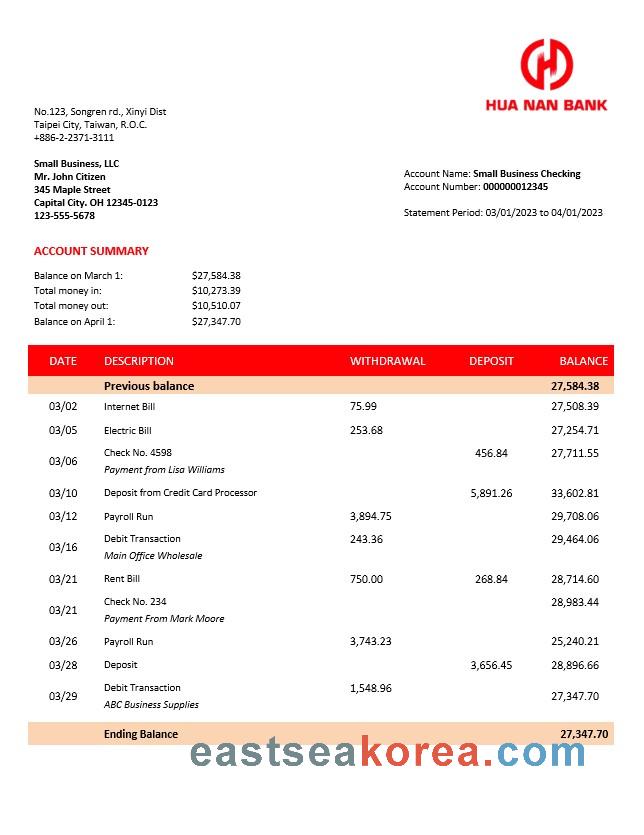 HUA NAN BANK
No.123, Songren rd., Xinyi Dist
Taipei City, Taiwan, R.O.C.
+886-2-2371-3111
Small Business, LLC
Mr. John Citizen
345 Maple Street
Capital City. OH 12345-0123
123-555-5678
Account Name: Small Business Checking
Account Number: 000000012345
Statement Period: 03/01/2023 to 04/01/2023
ACCOUNT SUMMARY
Balance on March 1: $27,584.38
Total money in: $10,273.39
Total money out: $10,510.07
Balance on April 1: $27,347.70
DATE DESCRIPTION WITHDRAWAL DEPOSIT BALANCE
Previous balance 27,584.38
03/02 Internet Bill 75.99 27,508.39
03/05 Electric Bill 253.68 27,254.71
03/06 Check No. 4598 456.84 27,711.55
Payment from Lisa Williams
03/10 Deposit from Credit Card Processor 5,891.26 33,602.81
03/12 Payroll Run 3,894.75 29,708.06
03/16 Debit Transaction 243.36 29,464.06
Main Office Wholesale
03/21 Rent Bill 750.00 268.84 28,714.60
03/21 Check No. 234 28,983.44
Payment From Mark Moore
03/26 Payroll Run 3,743.23 25,240.21
03/28 Deposit 3,656.45 28,896.66
03/29 Debit Transaction 1,548.96 27,347.70
ABC Business Supplies
Ending Balance 27,347.70
eastseakorea.com